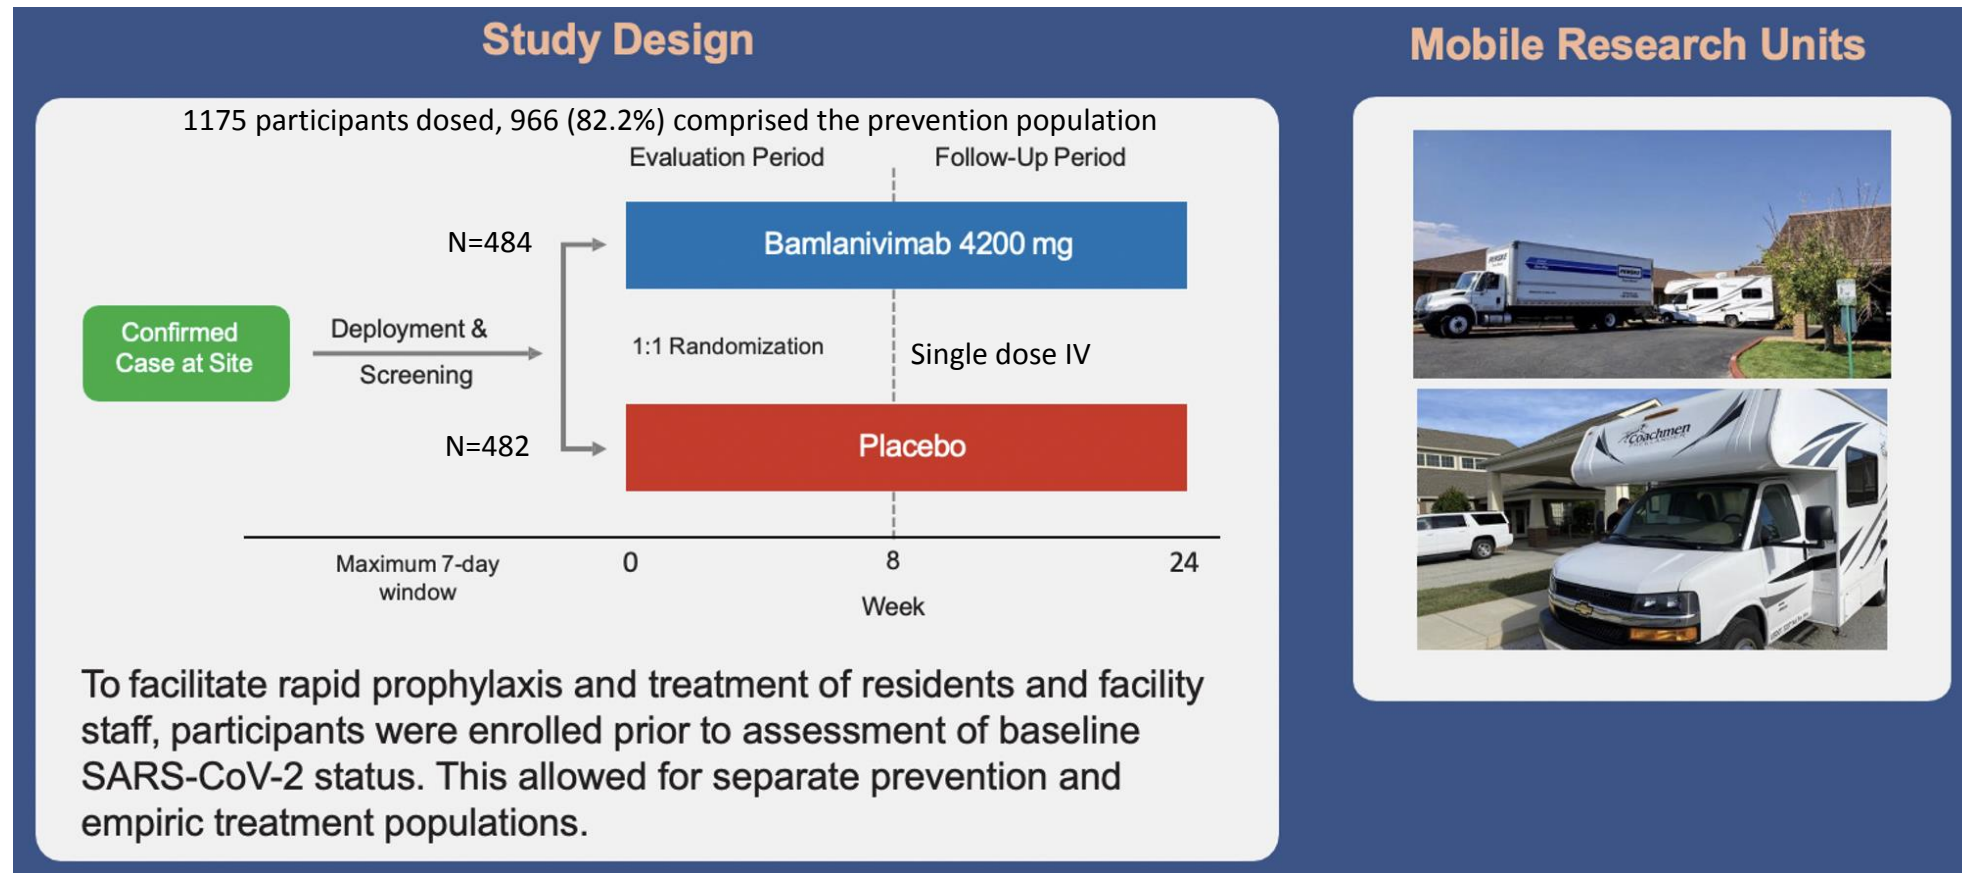 Study Design
Mobile Research Units
1175 participants dosed, 966 (82.2%) comprised the prevention population
Evaluation Period
Follow-Up Period
N=484
Bamlanivimab 4200 mg
Confirmed
Case at Site
Deployment &
Screening
1:1 Randomization
Single dose IV
N=482
Placebo
Maximum 7-day
window
0
8
24
Week
To facilitate rapid prophylaxis and treatment of residents and facility
staff, participants were enrolled prior to assessment of baseline
SARS-CoV-2 status. This allowed for separate prevention and
empiric treatment populations.
PENSKE
PENSKE
Coachmen